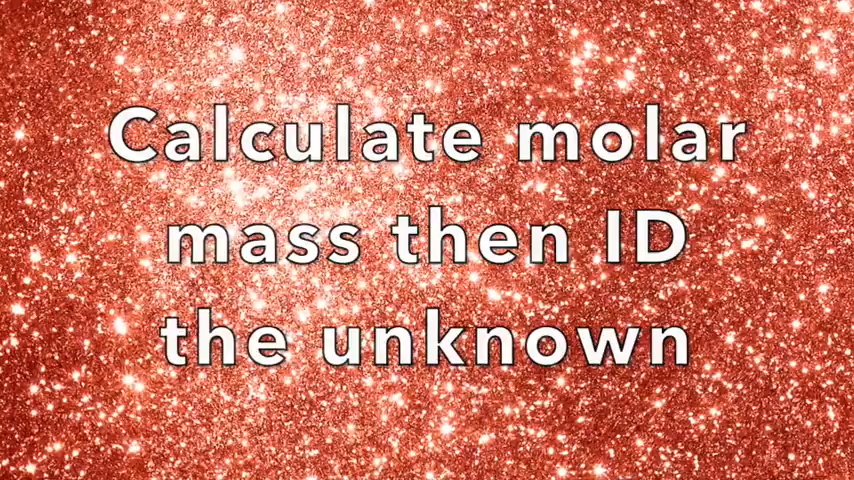 Calculate molar
mass then ID
the unknown